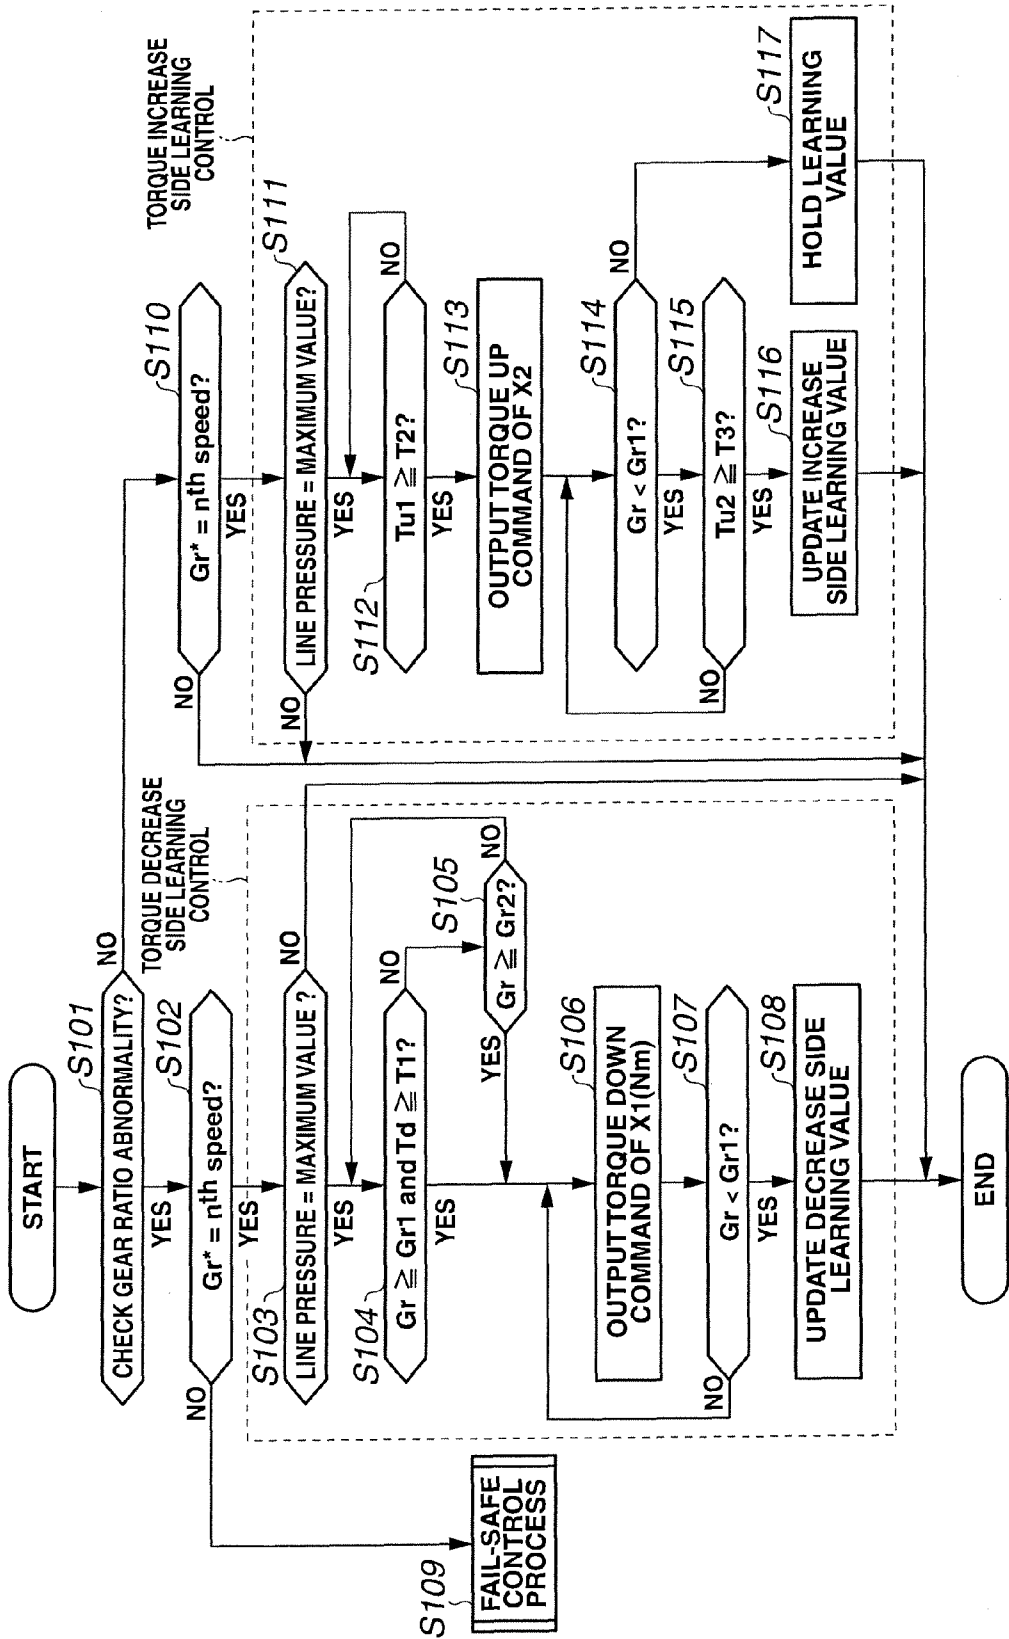 START
S101
CHECK GEAR RATIO ABNORMALITY?
NO
YES
S102
Gr* = nth speed?
NO
YES
TORQUE DECREASE
SIDE LEARNING
CONTROL
S103
LINE PRESSURE = MAXIMUM VALUE ?
NO
YES
S104
Gr ≧ Gr1 and Td ≧ T1?
NO
YES
S105
Gr ≧ Gr2?
NO
YES
S106
OUTPUT TORQUE DOWN
COMMAND OF X1(Nm)
S107
Gr < Gr1?
NO
YES
S108
UPDATE DECREASE SIDE
LEARNING VALUE
S109
FAIL-SAFE
CONTROL
PROCESS
S110
Gr* = nth speed?
NO
YES
TORQUE INCREASE
SIDE LEARNING
CONTROL
S111
LINE PRESSURE = MAXIMUM VALUE?
NO
YES
S112
Tu1 ≧ T2?
NO
YES
S113
OUTPUT TORQUE UP
COMMAND OF X2
S114
Gr < Gr1?
NO
YES
S115
Tu2 ≧ T3?
NO
YES
S116
UPDATE INCREASE
SIDE LEARNING VALUE
S117
HOLD LEARNING
VALUE
END